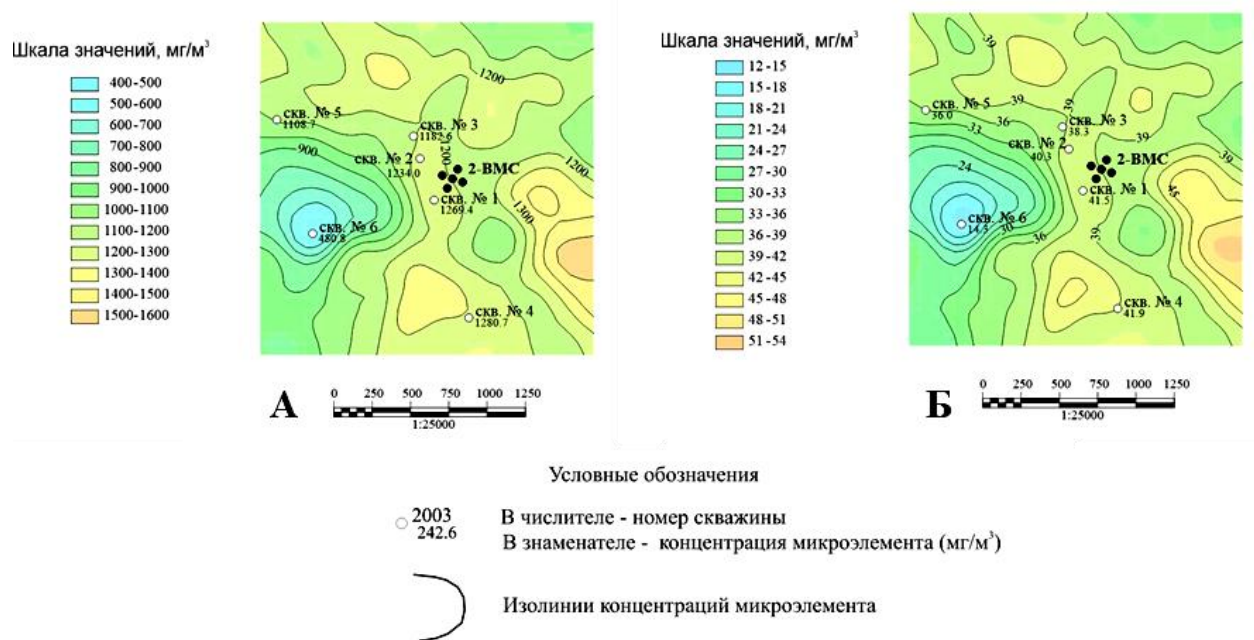 Шкала значений, мг/м³
400-500
500-600
600-700
700-800
800-900
900-1000
1000-1100
1100-1200
1200-1300
1300-1400
1400-1500
1500-1600
1200
скв. № 5
1108.7
скв. № 3
1182.6
900
1200
скв. № 2
1234.0
2-ВМС
1200
скв. № 1
1269.4
1300
скв. № 6
480.8
скв. № 4
1280.7
А
0 250 500 750 1000 1250
1:25000
Шкала значений, мг/м³
12-15
15-18
18-21
21-24
24-27
27-30
30-33
33-36
36-39
39-42
42-45
45-48
48-51
51-54
39
39
скв. № 5
36.0
39
36
скв. № 3
38.3
33
39
скв. № 2
40.3
2-ВМС
39
24
45
скв. № 1
41.5
скв. № 6
14.3
30
36
39
скв. № 4
41.9
Б
0 250 500 750 1000 1250
1:25000
Условные обозначения
2003
242.6
В числителе - номер скважины
В знаменателе - концентрация микроэлемента (мг/м³)
Изолинии концентраций микроэлемента